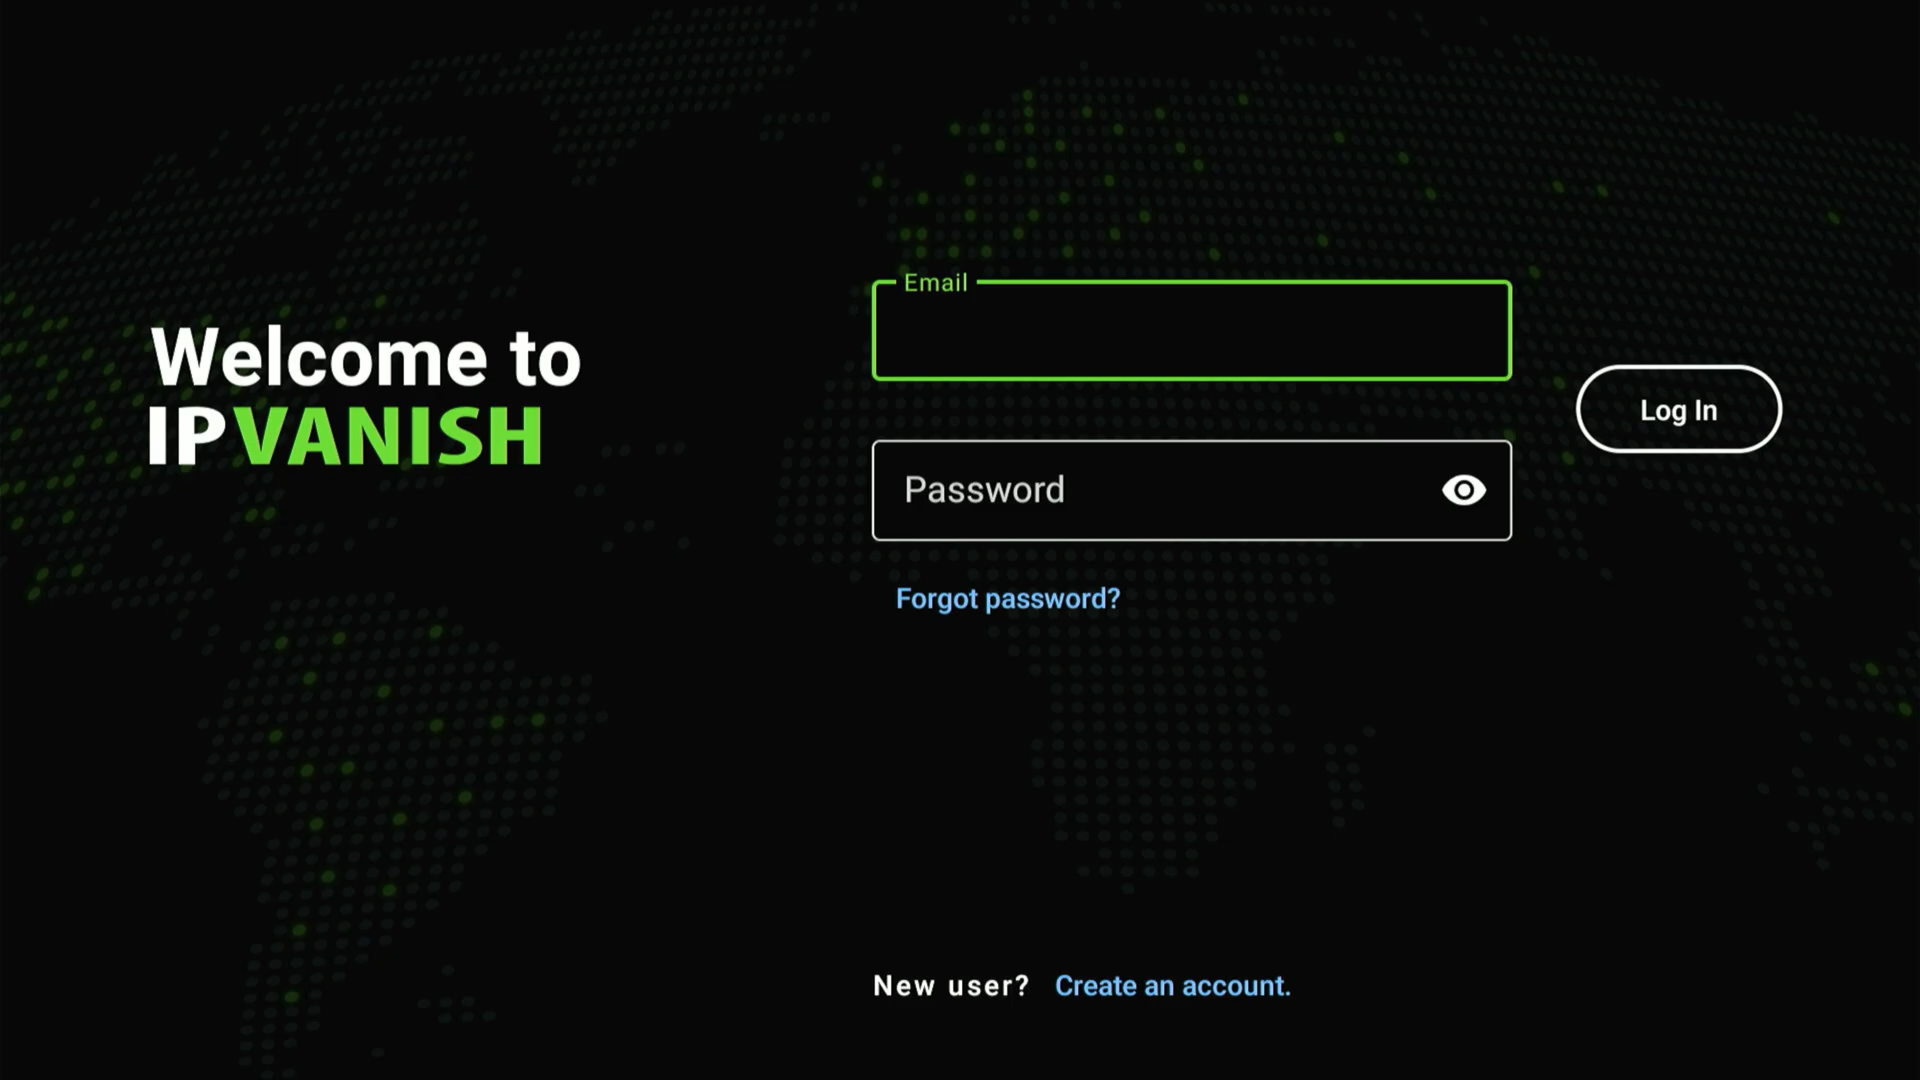 Welcome to
IPVANISH
Email
Password
Log In
Forgot password?
New user? Create an account.